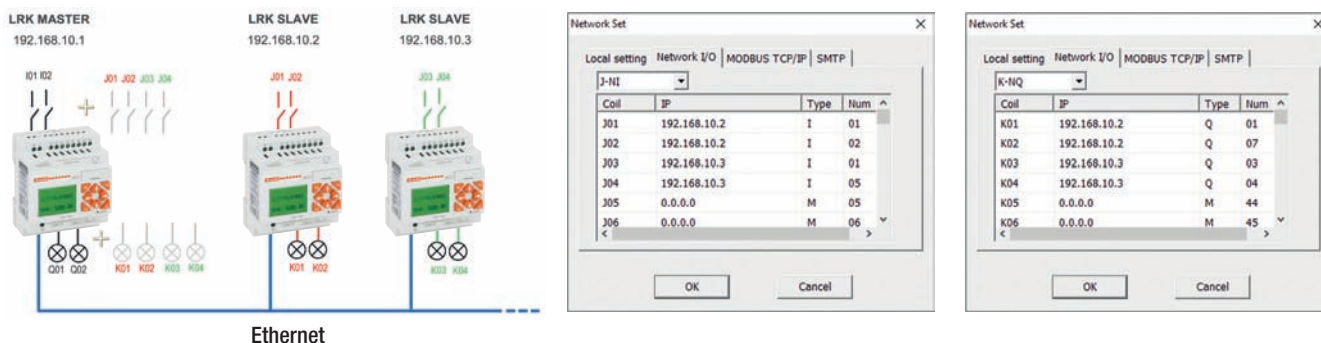 LRK MASTER
192.168.10.1
LRK SLAVE
192.168.10.2
LRK SLAVE
192.168.10.3
I01 I02
J01 J02 J03 J04
J01 J02
J03 J04
Q01 Q02
K01 K02 K03 K04
K01 K02
K03 K04
Ethernet
Network Set
Local setting Network I/O MODBUS TCP/IP SMTP
J-NI
Coil IP Type Num
J01 192.168.10.2 I 01
J02 192.168.10.2 I 02
J03 192.168.10.3 I 01
J04 192.168.10.3 I 05
J05 0.0.0.0 M 05
J06 0.0.0.0 M 06
OK Cancel
Network Set
Local setting Network I/O MODBUS TCP/IP SMTP
K-NQ
Coil IP Type Num
K01 192.168.10.2 Q 01
K02 192.168.10.2 Q 07
K03 192.168.10.3 Q 03
K04 192.168.10.3 Q 04
K05 0.0.0.0 M 44
K06 0.0.0.0 M 45
OK Cancel